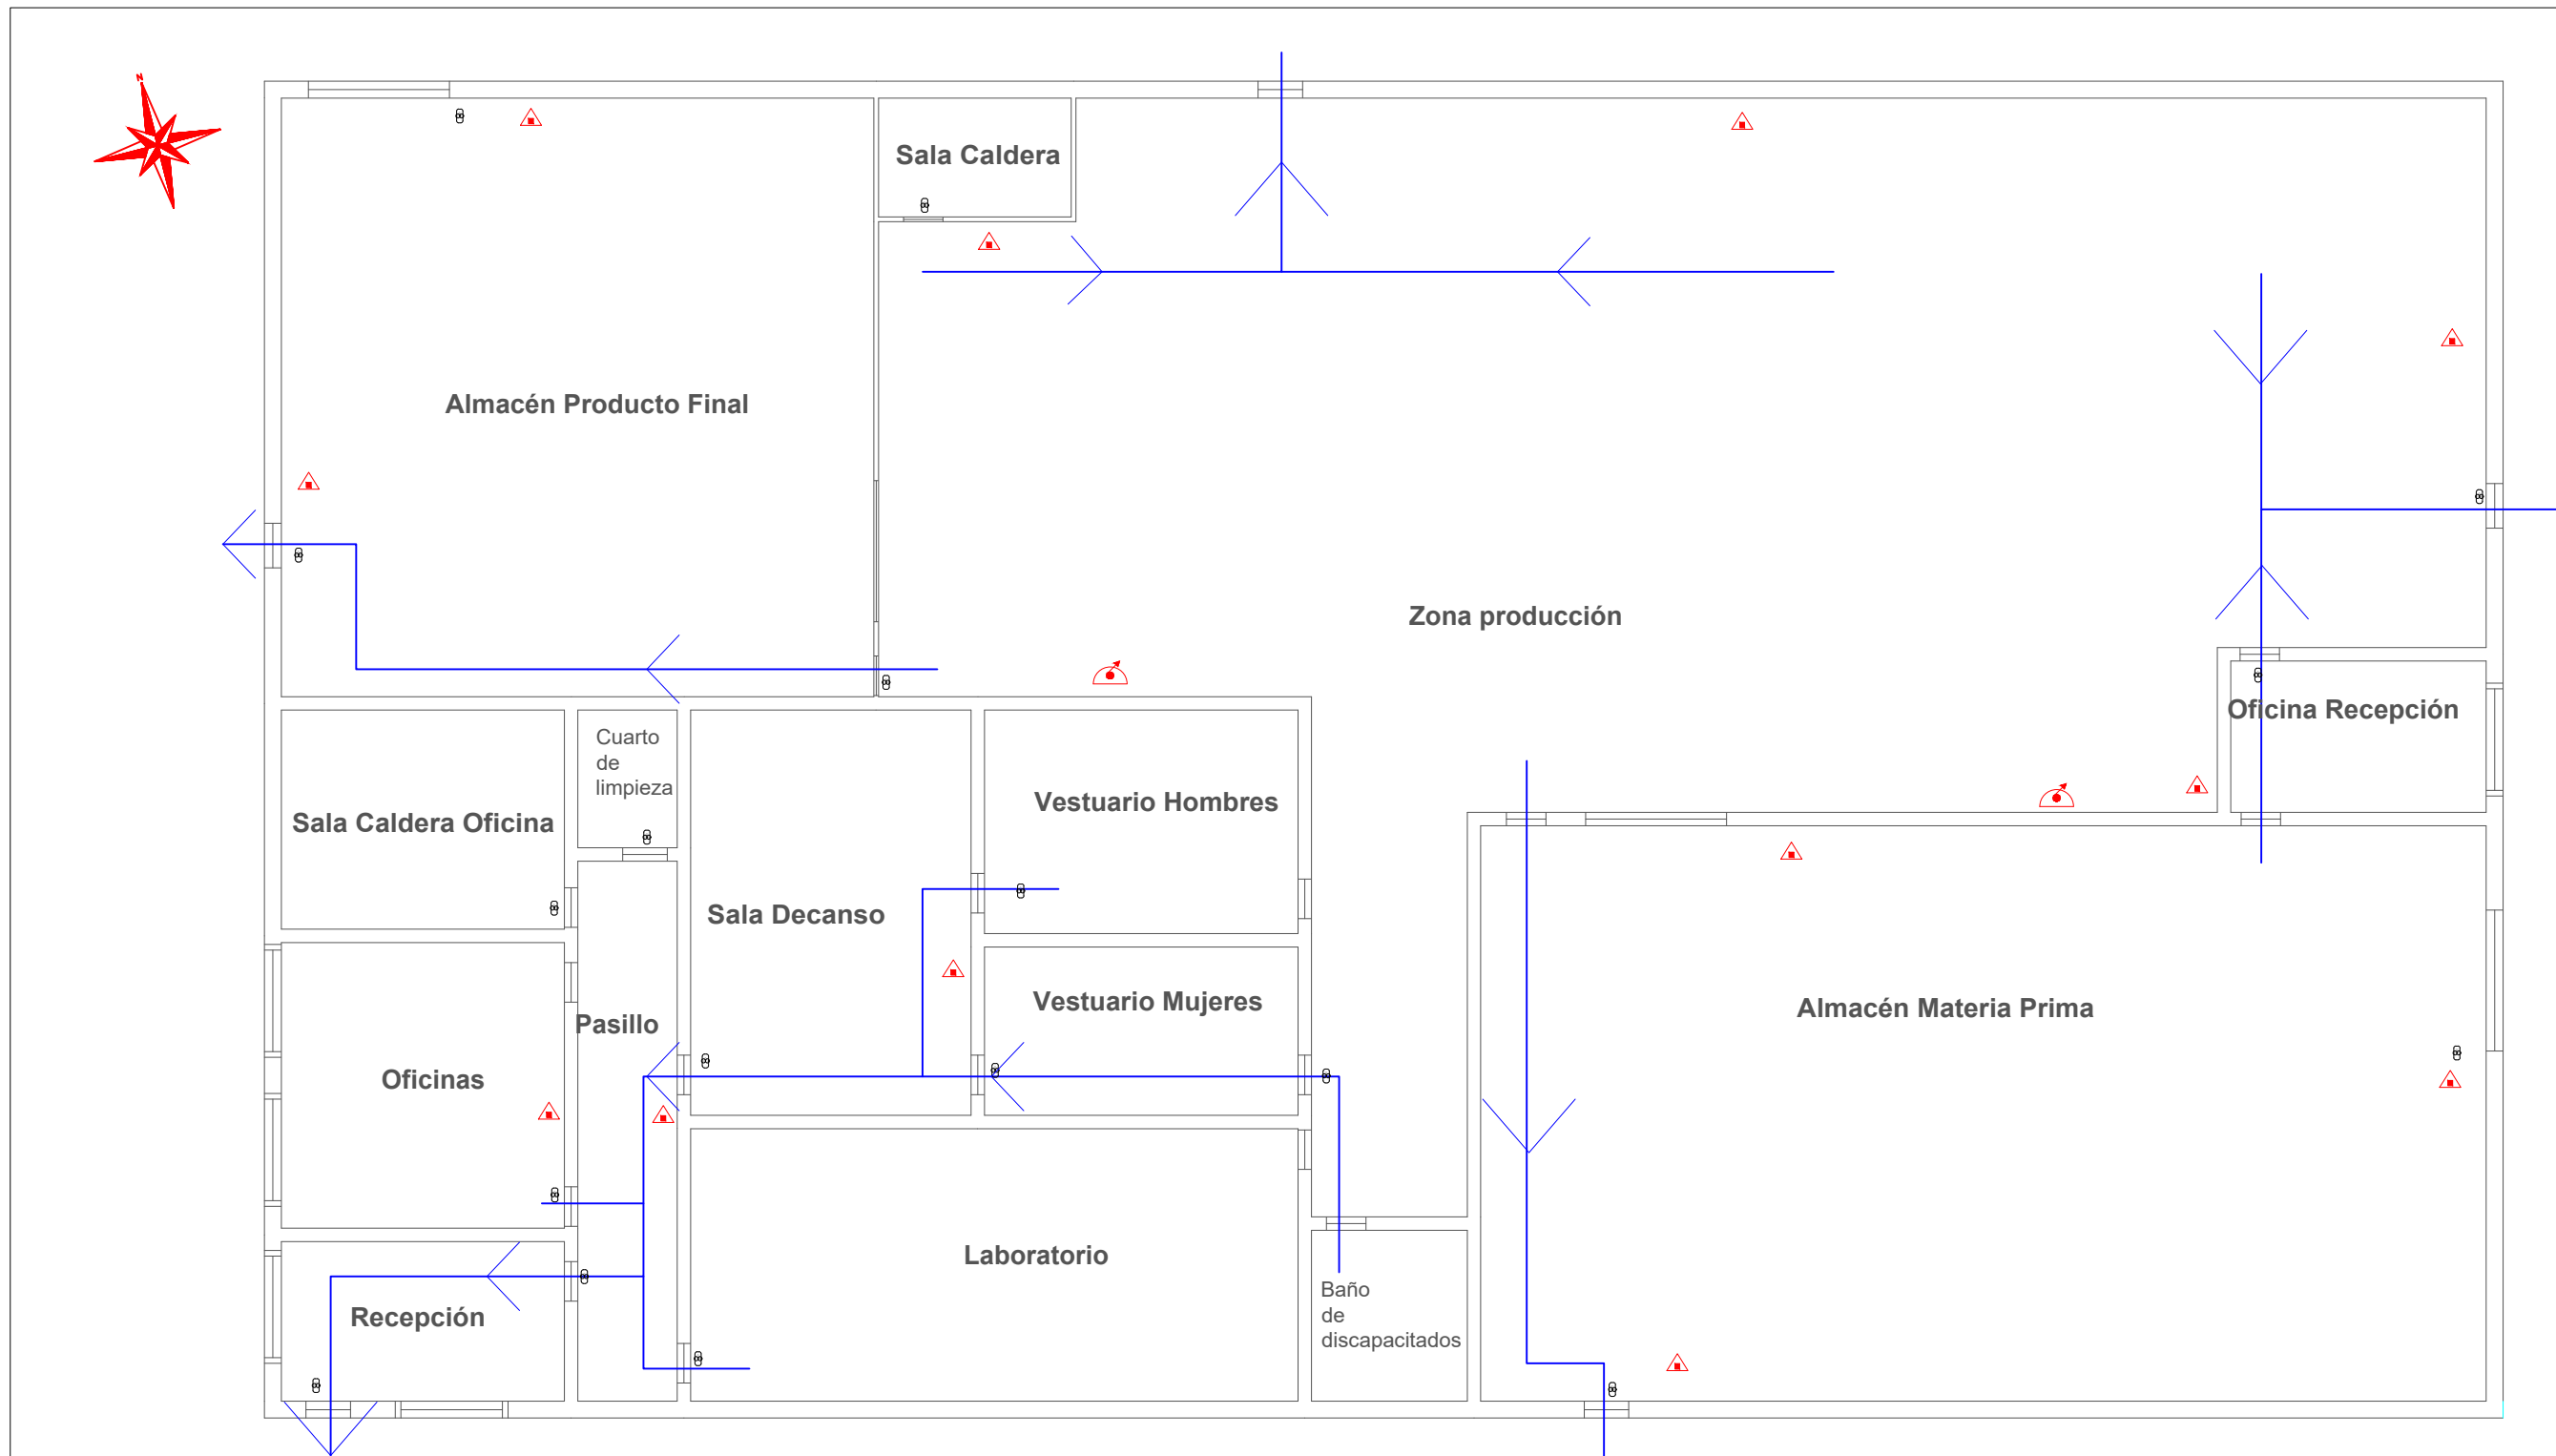 N
Sala Caldera
Almacén Producto Final
Zona producción
Oficina Recepción
Cuarto
de
limpieza
Vestuario Hombres
Sala Caldera Oficina
Sala Decanso
Vestuario Mujeres
Almacén Materia Prima
Pasillo
Oficinas
Laboratorio
Baño
de
discapacitados
Recepción